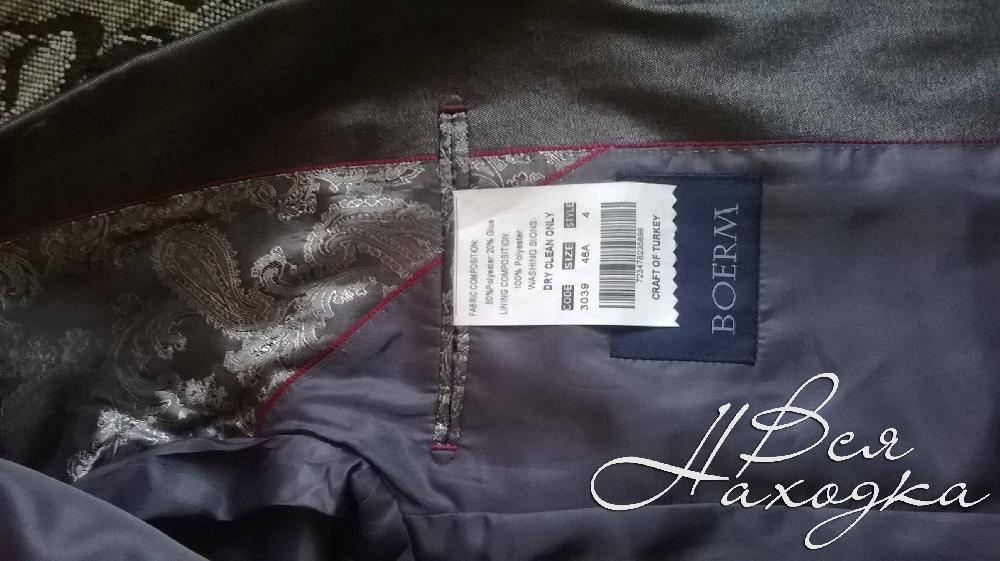 FABRIC COMPOSITION:
80%Polyester 20% Glue
LINING COMPOSITION:
100% Polyester
WASHING SIGNS:
DRY CLEAN ONLY
CODE SIZE STYLE
3039 46A 4
CRAFT OF TURKEY
BOERM
Вся
Находка